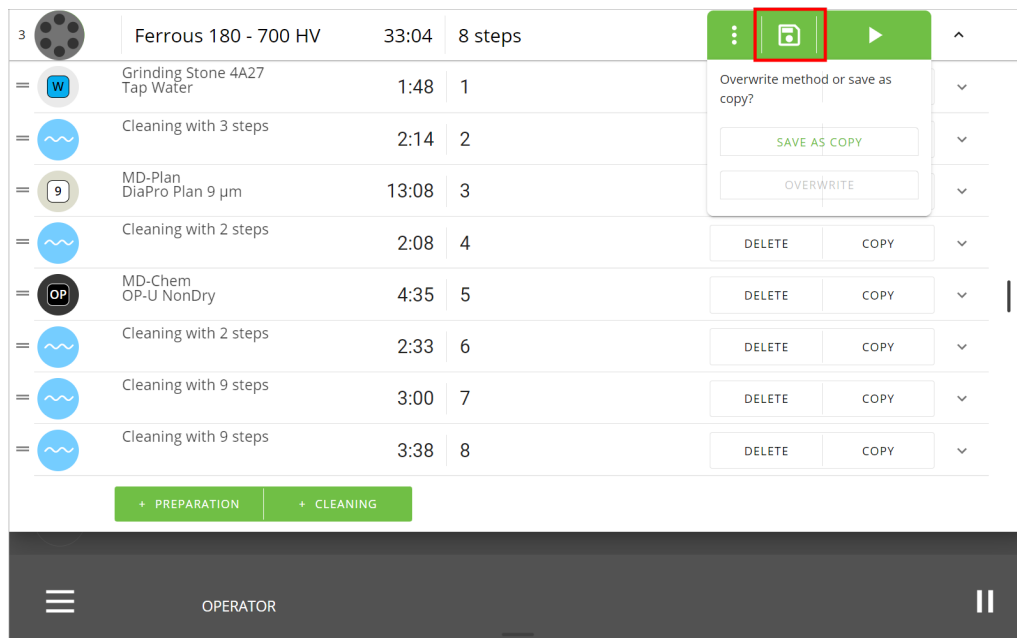 3 Ferrous 180 - 700 HV 33:04 8 steps
Grinding Stone 4A27
W Tap Water 1:48 1
Overwrite method or save as
copy?
Cleaning with 3 steps 2:14 2
SAVE AS COPY
MD-Plan
9 DiaPro Plan 9 µm 13:08 3
OVERWRITE
Cleaning with 2 steps 2:08 4 DELETE COPY
MD-Chem
OP OP-U NonDry 4:35 5 DELETE COPY
Cleaning with 2 steps 2:33 6 DELETE COPY
Cleaning with 9 steps 3:00 7 DELETE COPY
Cleaning with 9 steps 3:38 8 DELETE COPY
+ PREPARATION + CLEANING
OPERATOR